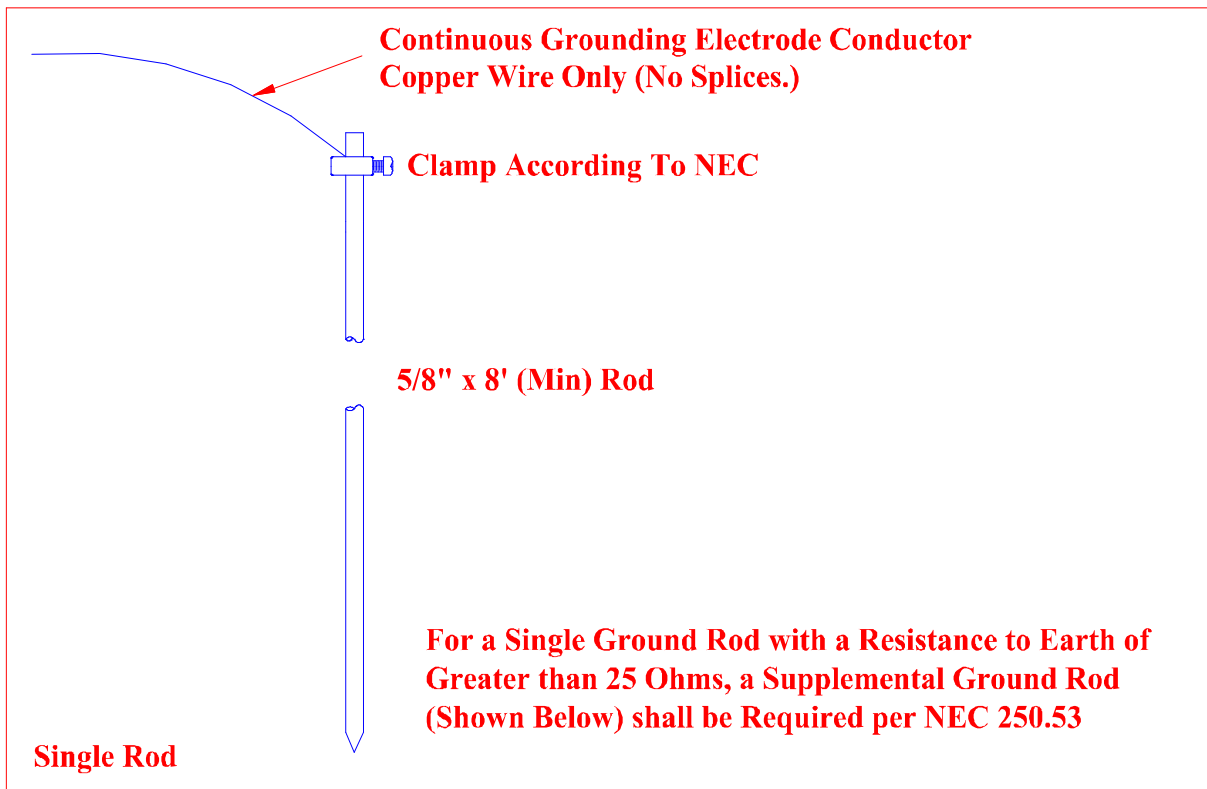 Continuous Grounding Electrode Conductor
Copper Wire Only (No Splices.)
Clamp According To NEC
5/8" x 8' (Min) Rod
For a Single Ground Rod with a Resistance to Earth of
Greater than 25 Ohms, a Supplemental Ground Rod
(Shown Below) shall be Required per NEC 250.53
Single Rod